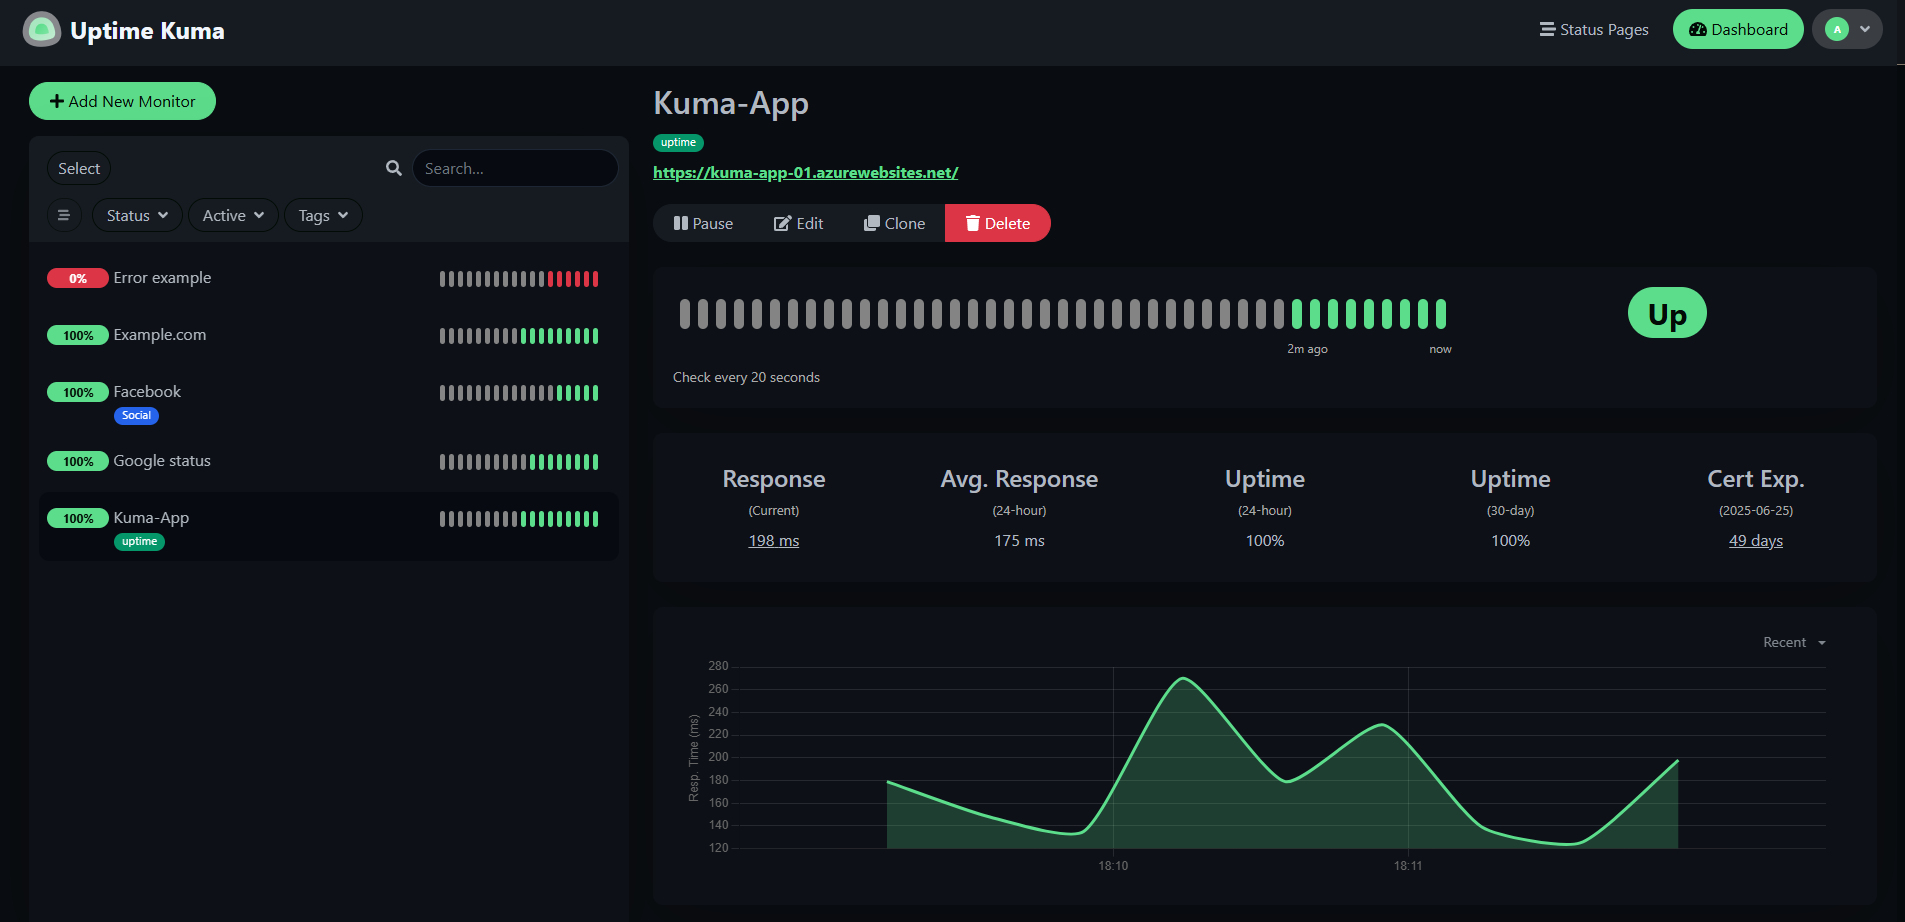 Uptime Kuma
Status Pages
Dashboard
A
Add New Monitor
Select
Search...
Status
Active
Tags
0%
Error example
100%
Example.com
100%
Facebook
Social
100%
Google status
100%
Kuma-App
uptime
Kuma-App
uptime
https://kuma-app-01.azurewebsites.net/
Pause
Edit
Clone
Delete
2m ago
now
Up
Check every 20 seconds
Response
(Current)
198 ms
Avg. Response
(24-hour)
175 ms
Uptime
(24-hour)
100%
Uptime
(30-day)
100%
Cert Exp.
(2025-06-25)
49 days
Recent
Resp. Time (ms)
280
260
240
220
200
180
160
140
120
18:10
18:11